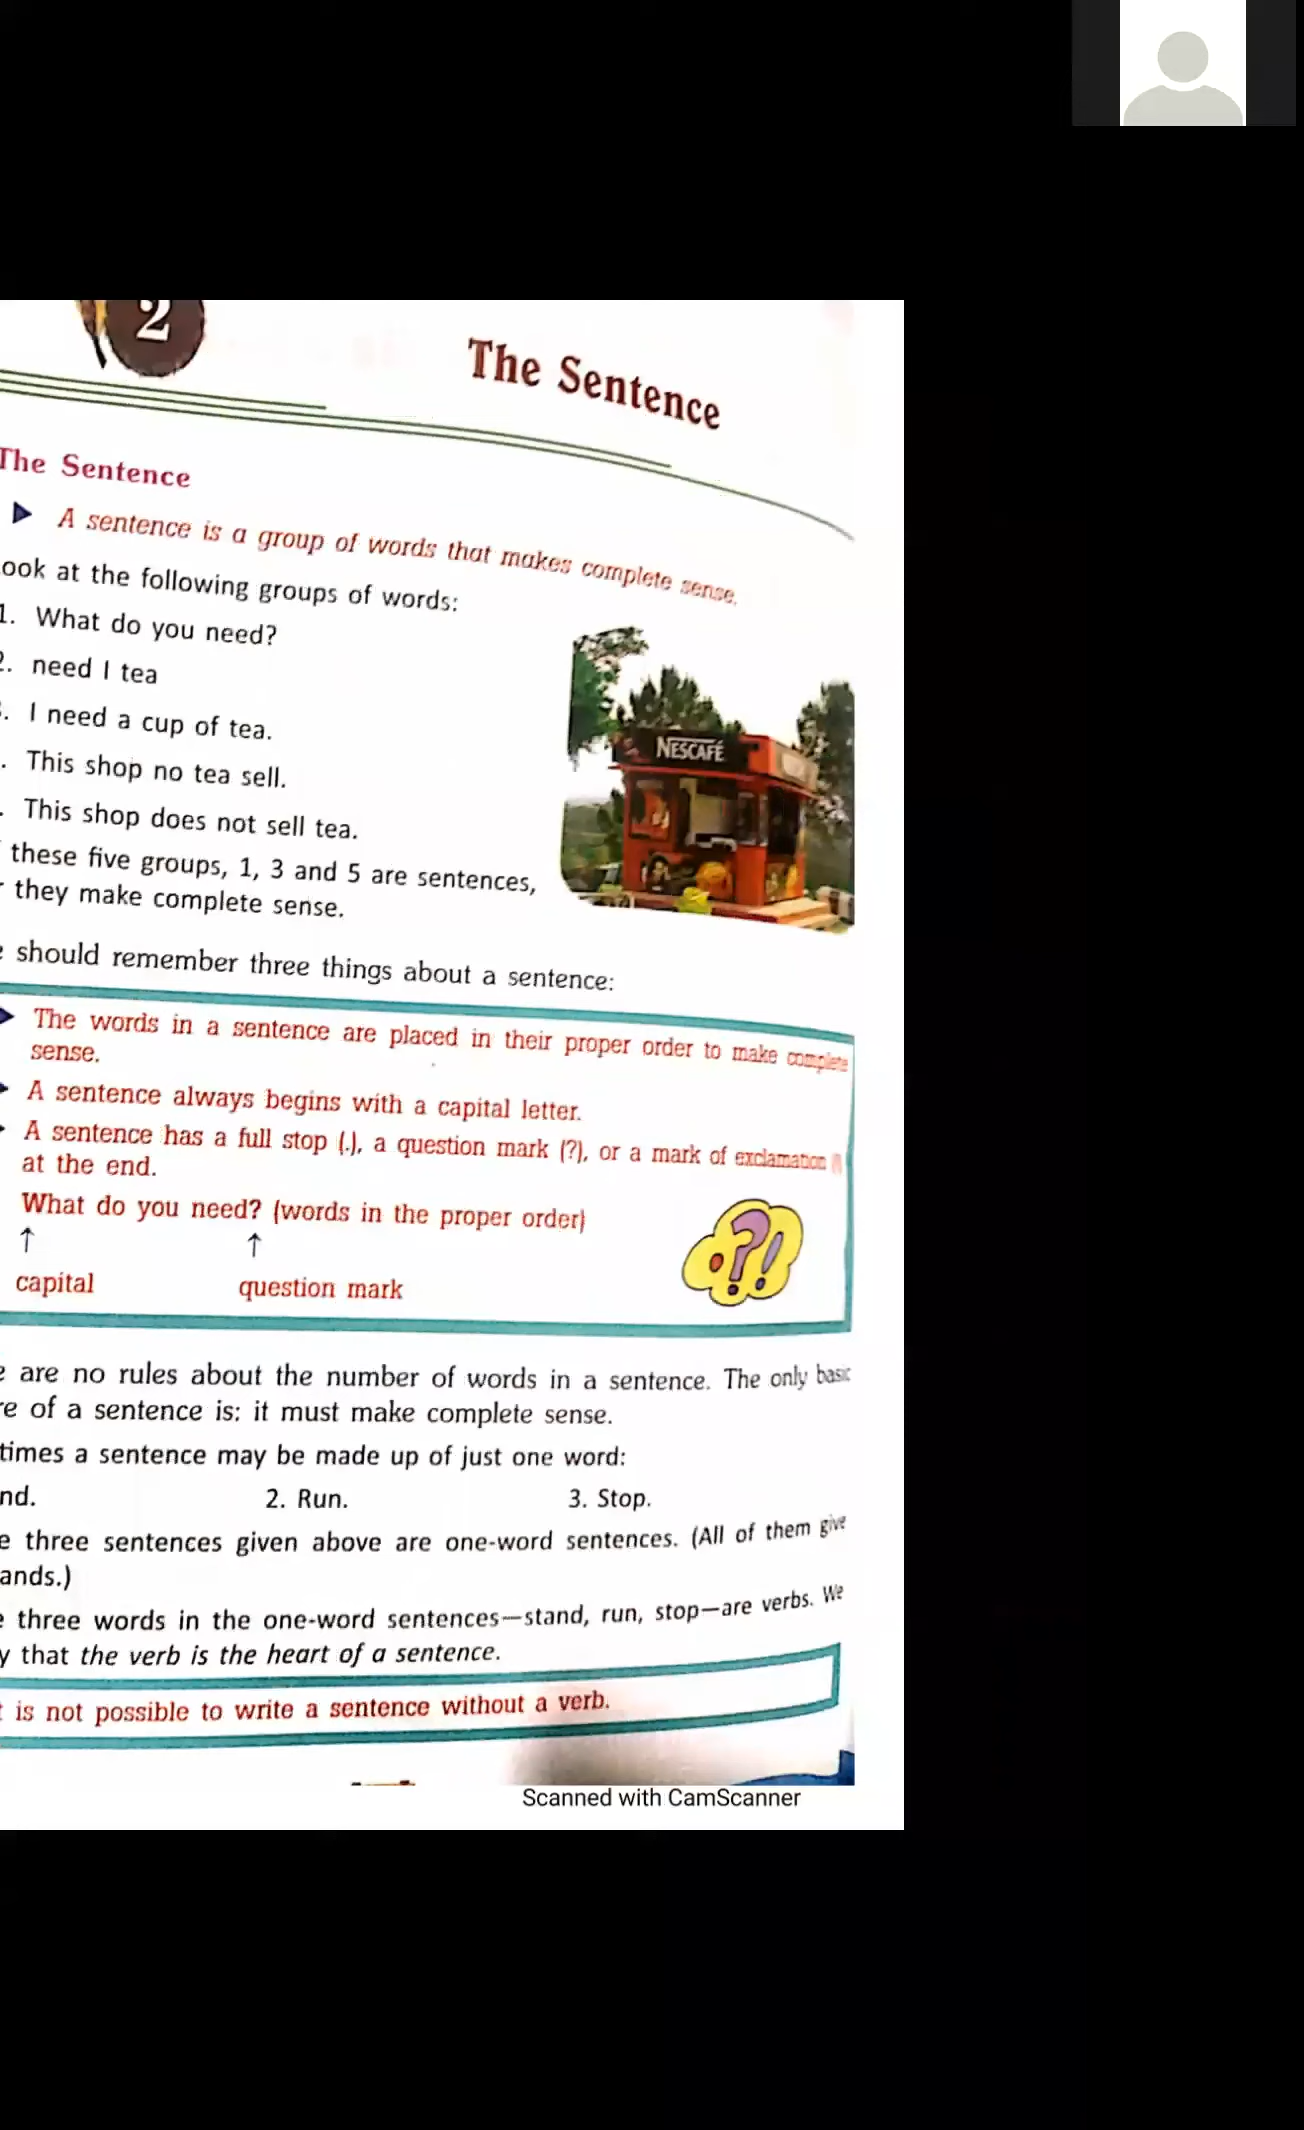 2
The Sentence
The Sentence
A sentence is a group of words that makes complete sense.
ook at the following groups of words:
1. What do you need?
2. need I tea
. I need a cup of tea.
. This shop no tea sell.
. This shop does not sell tea.
NESCAFÉ
these five groups, 1, 3 and 5 are sentences,
r they make complete sense.
e should remember three things about a sentence:
The words in a sentence are placed in their proper order to make complete
sense.
A sentence always begins with a capital letter.
A sentence has a full stop (.), a question mark (?), or a mark of exclamation (!)
at the end.
What do you need? (words in the proper order)
↑ ↑
capital question mark
?!
e are no rules about the number of words in a sentence. The only basic
re of a sentence is: it must make complete sense.
times a sentence may be made up of just one word:
nd. 2. Run. 3. Stop.
e three sentences given above are one-word sentences. (All of them give
ands.)
e three words in the one-word sentences—stand, run, stop—are verbs. We
y that the verb is the heart of a sentence.
t is not possible to write a sentence without a verb.
Scanned with CamScanner